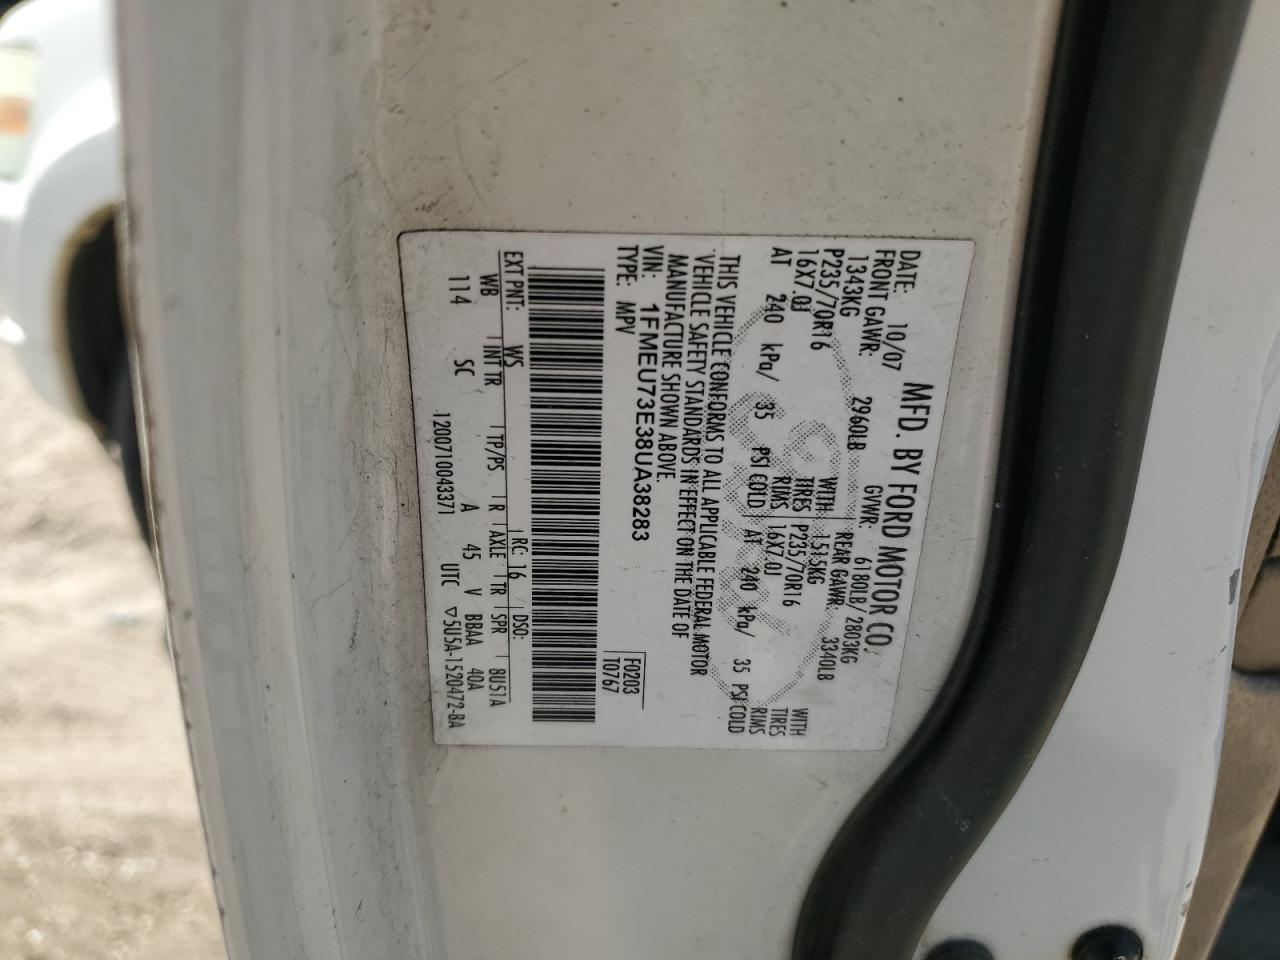 MFD. BY FORD MOTOR CO.
DATE: 10/07 GVWR: 6180LB/ 2803KG
FRONT GAWR: 2960LB REAR GAWR: 3340LB
1343KG WITH 1515KG WITH
P235/70R16 TIRES P235/70R16 TIRES
16X7.0J RIMS 16X7.0J RIMS
AT 240 kPa/ 35 PSI COLD AT 240 kPa/ 35 PSI COLD
THIS VEHICLE CONFORMS TO ALL APPLICABLE FEDERAL MOTOR
VEHICLE SAFETY STANDARDS IN EFFECT ON THE DATE OF
MANUFACTURE SHOWN ABOVE.
VIN: 1FMEU73E38UA38283 F0203
TYPE: MPV T0767
EXT PNT: WS RC: 16 DSO:
WB INT TR TP/PS R AXLE TR SPR 8U51A
114 SC A 45 V BBAA 40A
1200710043371 UTC ▽5U5A-1520472-BA